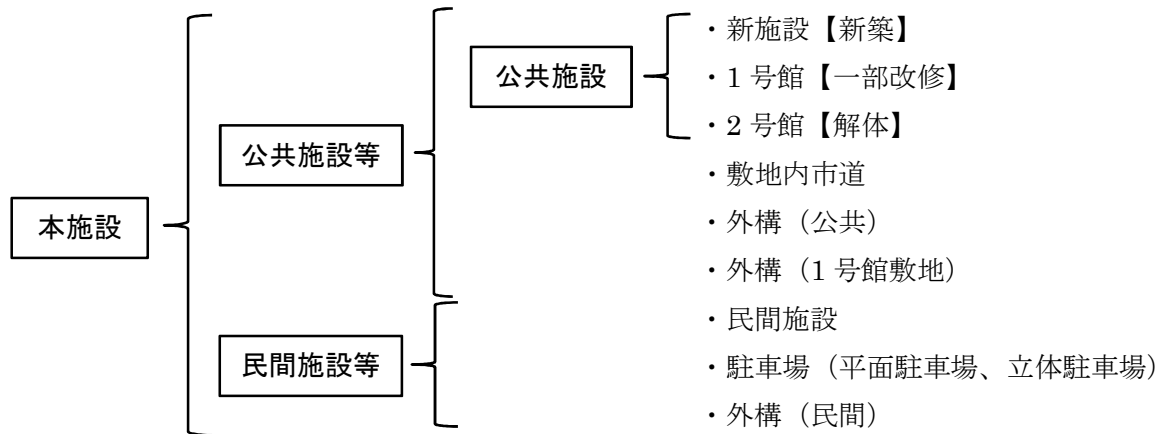 本施設
公共施設等
公共施設
・新施設【新築】
・1 号館【一部改修】
・2 号館【解体】
・敷地内市道
・外構（公共）
・外構（1 号館敷地）
民間施設等
・民間施設
・駐車場（平面駐車場、立体駐車場）
・外構（民間）